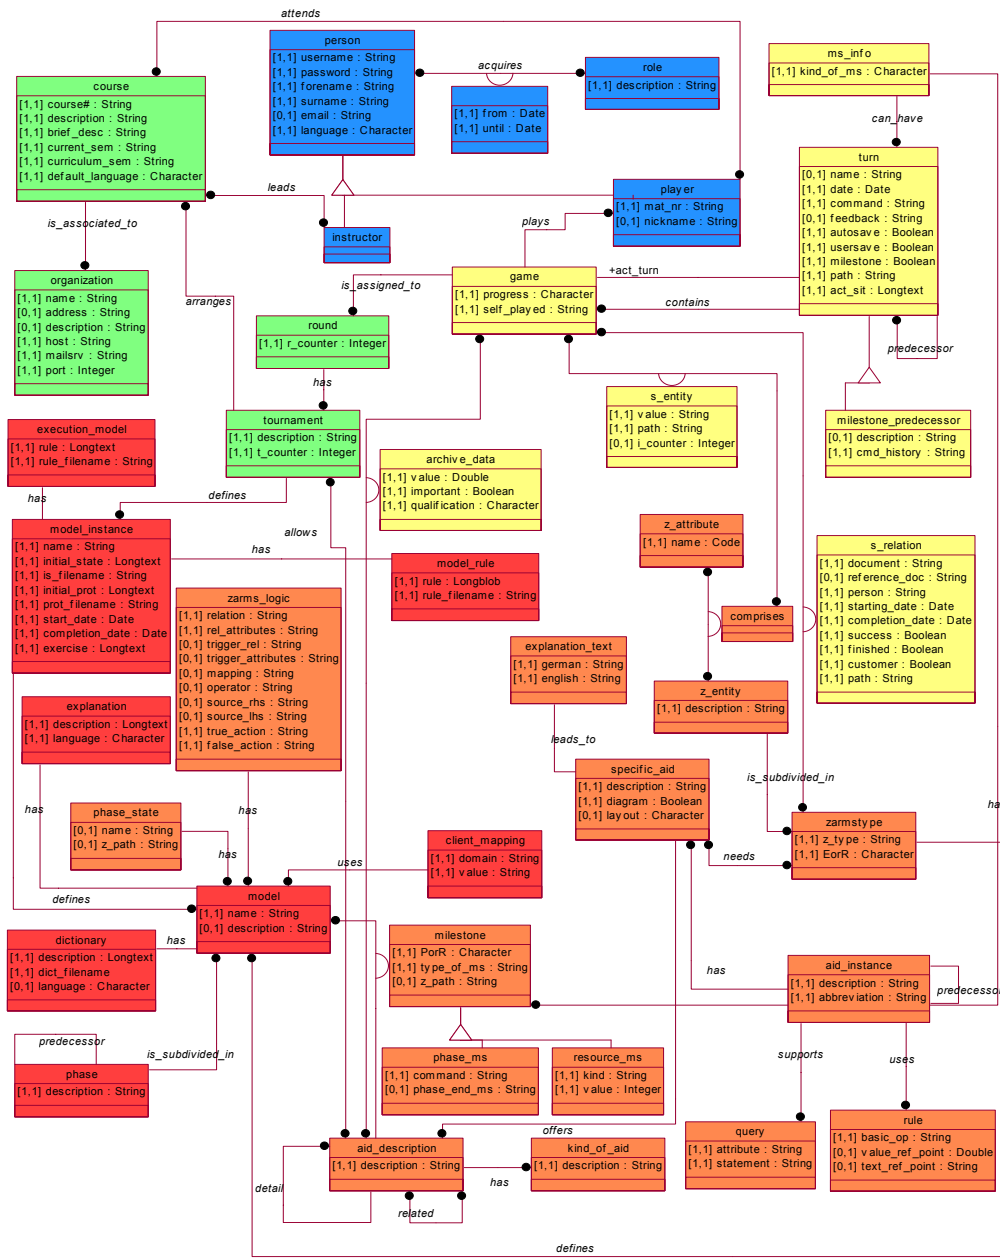 attends
person
[1,1] username : String
[1,1] password : String
[1,1] forename : String
[1,1] surname : String
[0,1] email : String
[1,1] language : Character
acquires
[1,1] from : Date
[1,1] until : Date
role
[1,1] description : String
ms_info
[1,1] kind_of_ms : Character
can_have
course
[1,1] course# : String
[1,1] description : String
[1,1] brief_desc : String
[1,1] current_sem : String
[1,1] curriculum_sem : String
[1,1] default_language : Character
leads
instructor
player
[1,1] mat_nr : String
[0,1] nickname : String
plays
turn
[0,1] name : String
[1,1] date : Date
[1,1] command : String
[0,1] feedback : String
[1,1] autosave : Boolean
[1,1] usersave : Boolean
[1,1] milestone : Boolean
[1,1] path : String
[1,1] act_sit : Longtext
predecessor
is_associated_to
organization
[1,1] name : String
[0,1] address : String
[0,1] description : String
[1,1] host : String
[1,1] mailsrv : String
[1,1] port : Integer
arranges
is_assigned_to
game
[1,1] progress : Character
[1,1] self_played : String
+act_turn
contains
round
[1,1] r_counter : Integer
has
tournament
[1,1] description : String
[1,1] t_counter : Integer
s_entity
[1,1] value : String
[1,1] path : String
[0,1] i_counter : Integer
milestone_predecessor
[0,1] description : String
[1,1] cmd_history : String
execution_model
[1,1] rule : Longtext
[1,1] rule_filename : String
has
archive_data
[1,1] value : Double
[1,1] important : Boolean
[1,1] qualification : Character
defines
allows
model_instance
[1,1] name : String
[1,1] initial_state : Longtext
[1,1] is_filename : String
[1,1] initial_prot : Longtext
[1,1] prot_filename : String
[1,1] start_date : Date
[1,1] completion_date : Date
[1,1] exercise : Longtext
has
model_rule
[1,1] rule : Longblob
[1,1] rule_filename : String
z_attribute
[1,1] name : Code
s_relation
[1,1] document : String
[0,1] reference_doc : String
[1,1] person : String
[1,1] starting_date : Date
[1,1] completion_date : Date
[1,1] success : Boolean
[1,1] finished : Boolean
[1,1] customer : Boolean
[1,1] path : String
zarms_logic
[1,1] relation : String
[1,1] rel_attributes : String
[0,1] trigger_rel : String
[0,1] trigger_attributes : String
[0,1] mapping : String
[0,1] operator : String
[0,1] source_rhs : String
[0,1] source_lhs : String
[1,1] true_action : String
[1,1] false_action : String
comprises
explanation_text
[1,1] german : String
[1,1] english : String
z_entity
[1,1] description : String
explanation
[1,1] description : Longtext
[1,1] language : Character
leads_to
specific_aid
[1,1] description : String
[1,1] diagram : Boolean
[0,1] layout : Character
is_subdivided_in
has
has
ha
phase_state
[0,1] name : String
[0,1] z_path : String
has
zarmstype
[1,1] z_type : String
[1,1] EorR : Character
client_mapping
[1,1] domain : String
[1,1] value : String
uses
needs
defines
model
[1,1] name : String
[0,1] description : String
dictionary
[1,1] description : Longtext
[1,1] dict_filename
[0,1] language : Character
has
milestone
[1,1] PorR : Character
[1,1] type_of_ms : String
[0,1] z_path : String
has
aid_instance
[1,1] description : String
[1,1] abbreviation : String
predecessor
predecessor
is_subdivided_in
phase
[1,1] description : String
phase_ms
[1,1] command : String
[0,1] phase_end_ms : String
resource_ms
[1,1] kind : String
[1,1] value : Integer
supports
uses
offers
aid_description
[1,1] description : String
kind_of_aid
[1,1] description : String
has
query
[1,1] attribute : String
[1,1] statement : String
rule
[1,1] basic_op : String
[0,1] value_ref_point : Double
[0,1] text_ref_point : String
detail
related
defines